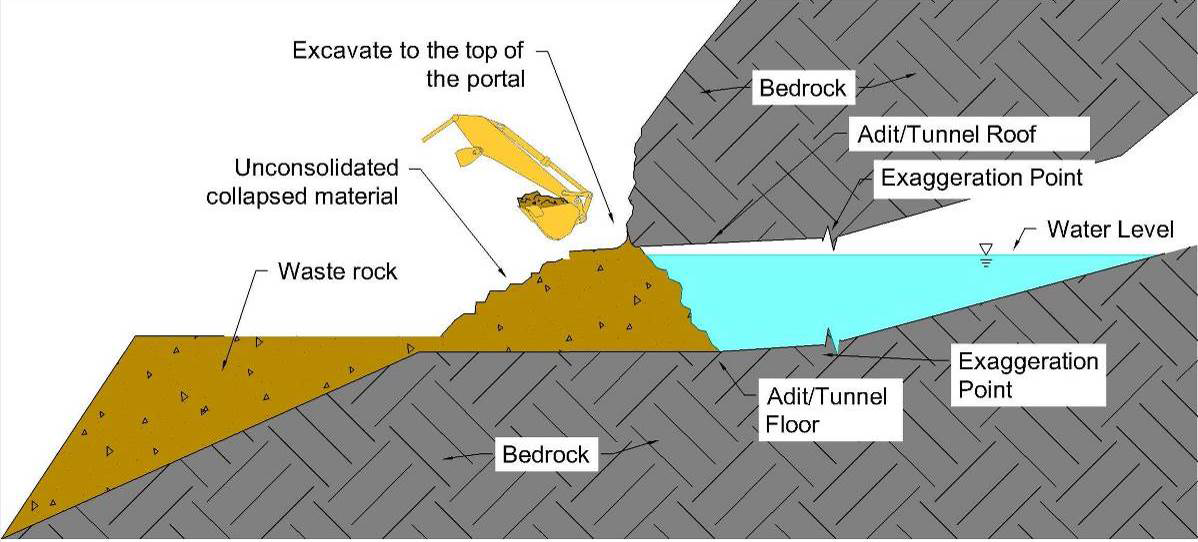 Excavate to the top of
the portal
Bedrock
Adit/Tunnel Roof
Unconsolidated
collapsed material
Exaggeration Point
Water Level
Waste rock
Exaggeration
Point
Adit/Tunnel
Floor
Bedrock